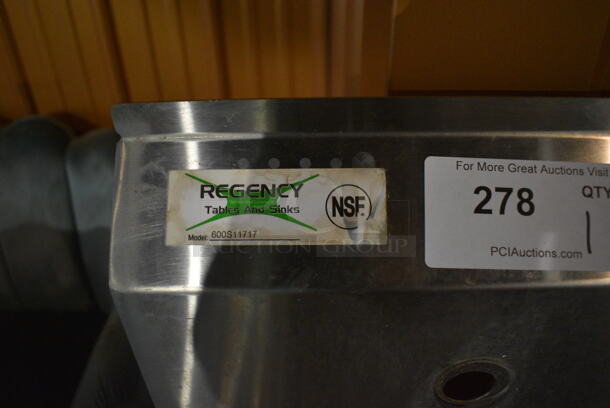 REGENCY
Tables And Sinks
NSF.
Model: 600S11717
AUCTION GROUP
For More Great Auctions Visit
278
QTY
1
PCIAuctions.com